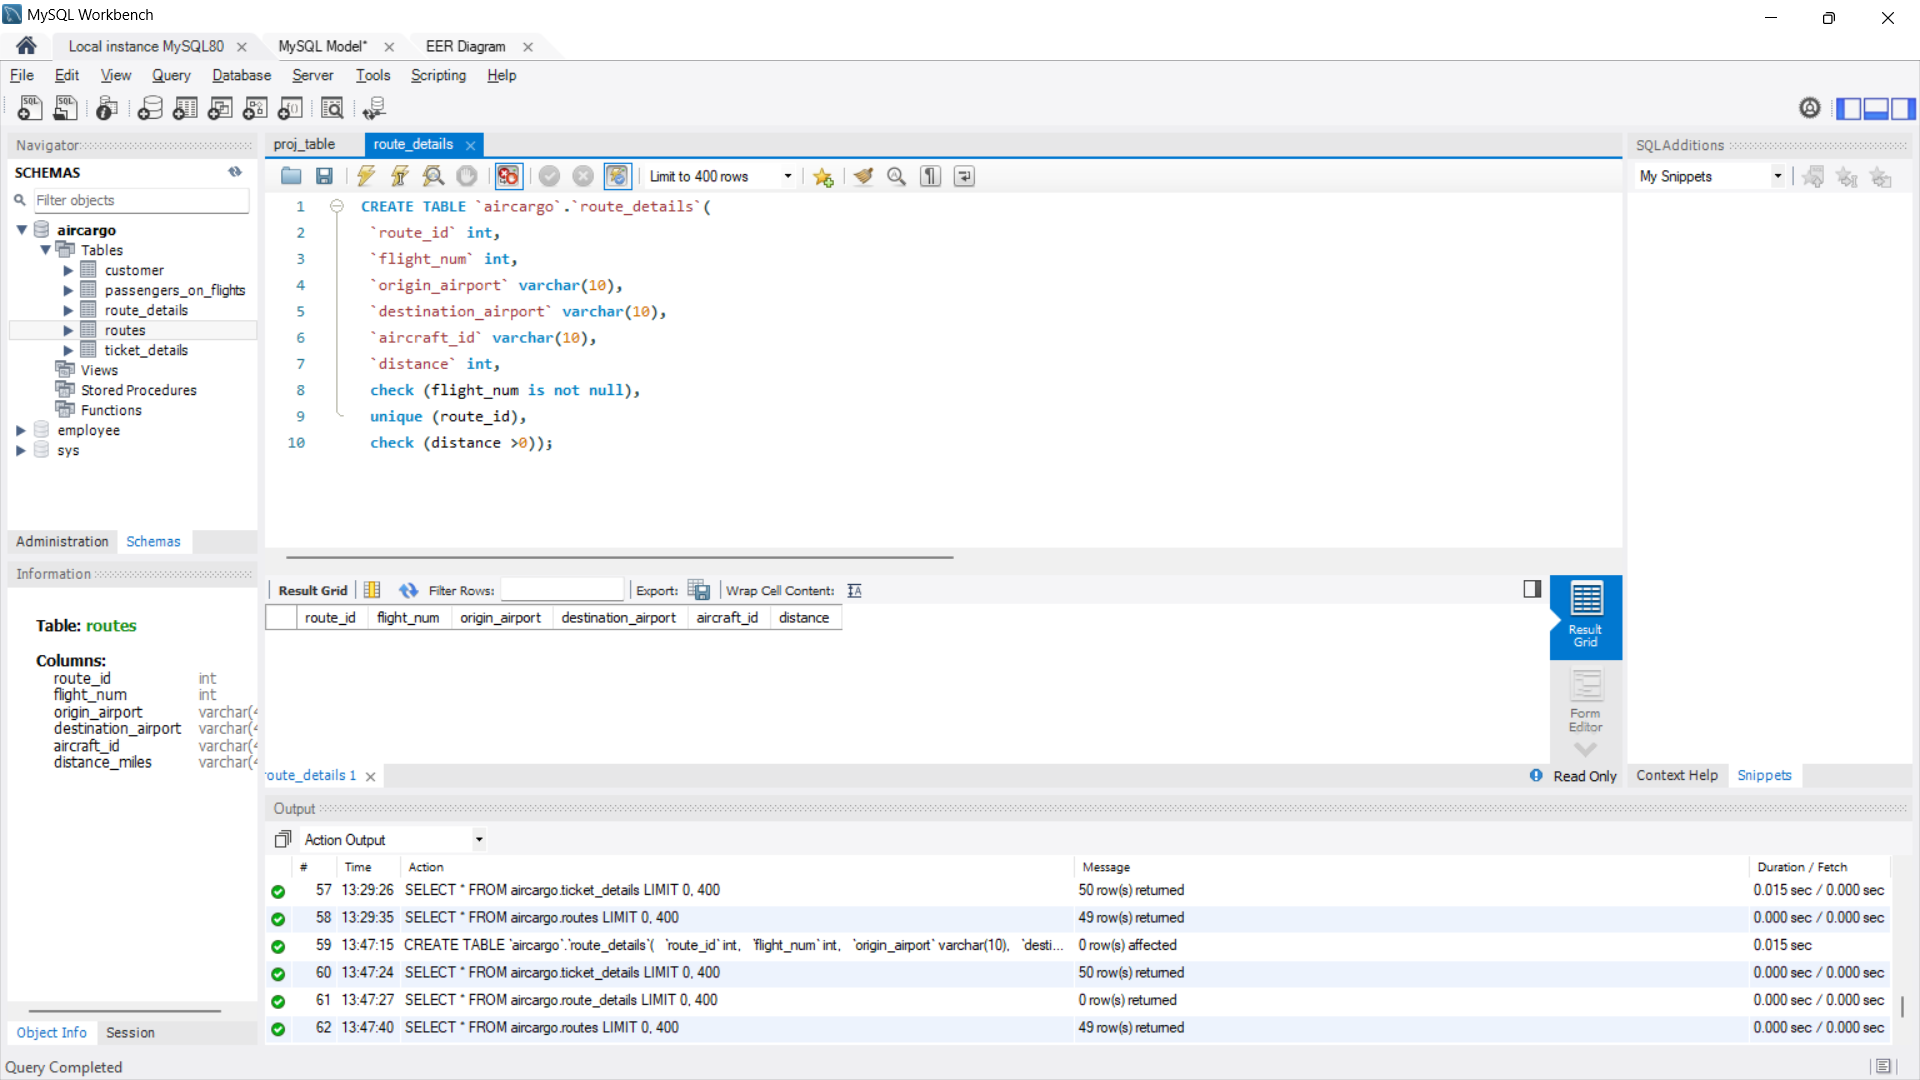 MySQL Workbench
Local instance MySQL80
MySQL Model*
EER Diagram
File Edit View Query Database Server Tools Scripting Help
Navigator
SCHEMAS
Filter objects
aircargo
Tables
customer
passengers_on_flights
route_details
routes
ticket_details
Views
Stored Procedures
Functions
employee
sys
Administration Schemas
Information
Table: routes
Columns:
route_id int
flight_num int
origin_airport varchar(4
destination_airport varchar(4
aircraft_id varchar(4
distance_miles varchar(4
Object Info Session
proj_table route_details
Limit to 400 rows
1 CREATE TABLE `aircargo`.`route_details`(
2 `route_id` int,
3 `flight_num` int,
4 `origin_airport` varchar(10),
5 `destination_airport` varchar(10),
6 `aircraft_id` varchar(10),
7 `distance` int,
8 check (flight_num is not null),
9 unique (route_id),
10 check (distance >0));
Result Grid Filter Rows: Export: Wrap Cell Content:
route_id flight_num origin_airport destination_airport aircraft_id distance
Result Grid
Form Editor
oute_details 1
Read Only
SQLAdditions
My Snippets
Context Help Snippets
Output
Action Output
# Time Action Message Duration / Fetch
57 13:29:26 SELECT * FROM aircargo.ticket_details LIMIT 0, 400 50 row(s) returned 0.015 sec / 0.000 sec
58 13:29:35 SELECT * FROM aircargo.routes LIMIT 0, 400 49 row(s) returned 0.000 sec / 0.000 sec
59 13:47:15 CREATE TABLE `aircargo`.`route_details`( `route_id` int, `flight_num` int, `origin_airport` varchar(10), `desti... 0 row(s) affected 0.015 sec
60 13:47:24 SELECT * FROM aircargo.ticket_details LIMIT 0, 400 50 row(s) returned 0.000 sec / 0.000 sec
61 13:47:27 SELECT * FROM aircargo.route_details LIMIT 0, 400 0 row(s) returned 0.000 sec / 0.000 sec
62 13:47:40 SELECT * FROM aircargo.routes LIMIT 0, 400 49 row(s) returned 0.000 sec / 0.000 sec
Query Completed